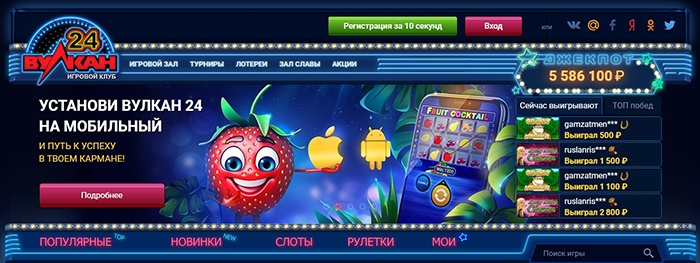 24
ВУЛКАН
ИГРОВОЙ КЛУБ
Регистрация за 10 секунд
Вход
или
ИГРОВОЙ ЗАЛ
ТУРНИРЫ
ЛОТЕРЕИ
ЗАЛ СЛАВЫ
АКЦИИ
ДЖЕКПОТ
5 586 100 ₽
УСТАНОВИ ВУЛКАН 24
НА МОБИЛЬНЫЙ
И ПУТЬ К УСПЕХУ
В ТВОЕМ КАРМАНЕ!
Подробнее
FRUIT COCKTAIL
Сейчас выигрывают
ТОП побед
gamzatmen***
Выиграл 500 ₽
ruslanris***
Выиграл 1 500 ₽
gamzatmen***
Выиграл 1 100 ₽
ruslanris***
Выиграл 2 800 ₽
ПОПУЛЯРНЫЕ TOP
НОВИНКИ NEW
СЛОТЫ
РУЛЕТКИ
МОИ
Поиск игры